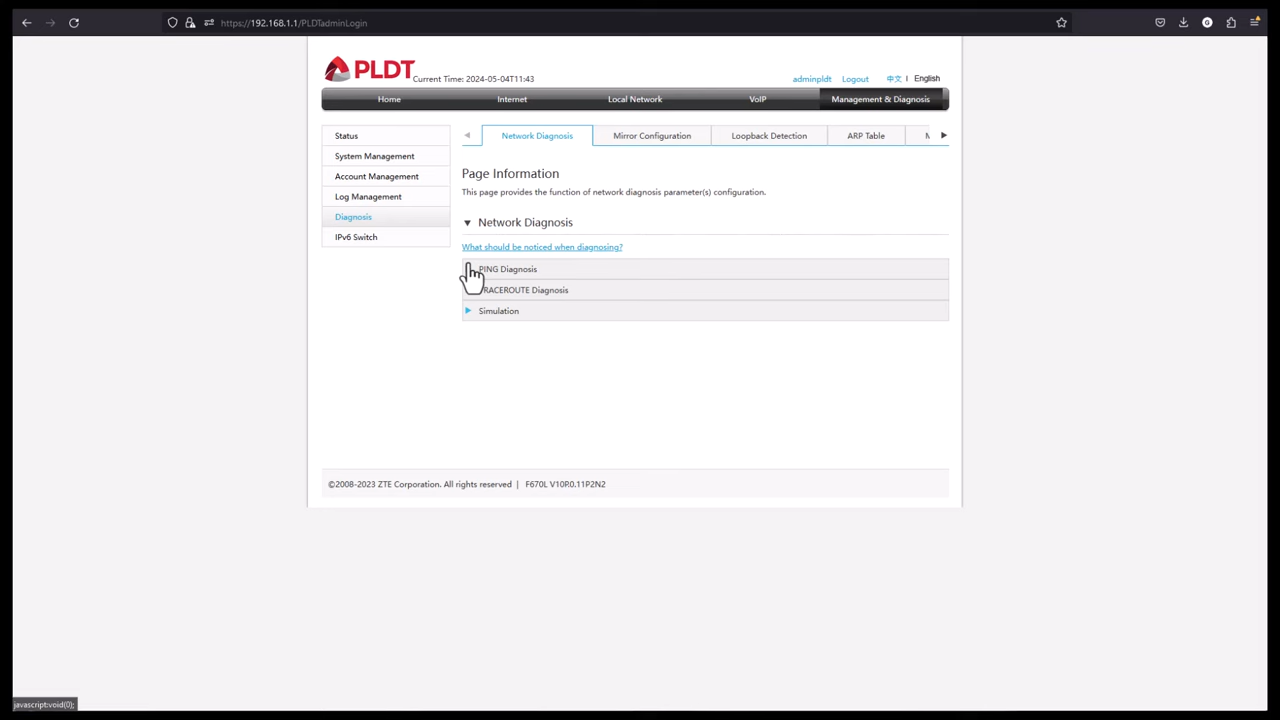 https://192.168.1.1/PLDTadminLogin
PLDT
Current Time: 2024-05-04T11:43
adminpldt Logout 中文 | English
Home Internet Local Network VoIP Management & Diagnosis
Status
System Management
Account Management
Log Management
Diagnosis
IPv6 Switch
Network Diagnosis Mirror Configuration Loopback Detection ARP Table
Page Information
This page provides the function of network diagnosis parameter(s) configuration.
Network Diagnosis
What should be noticed when diagnosing?
PING Diagnosis
TRACEROUTE Diagnosis
Simulation
©2008-2023 ZTE Corporation. All rights reserved | F670L V10P.0.11P2N2
javascript:void(0);